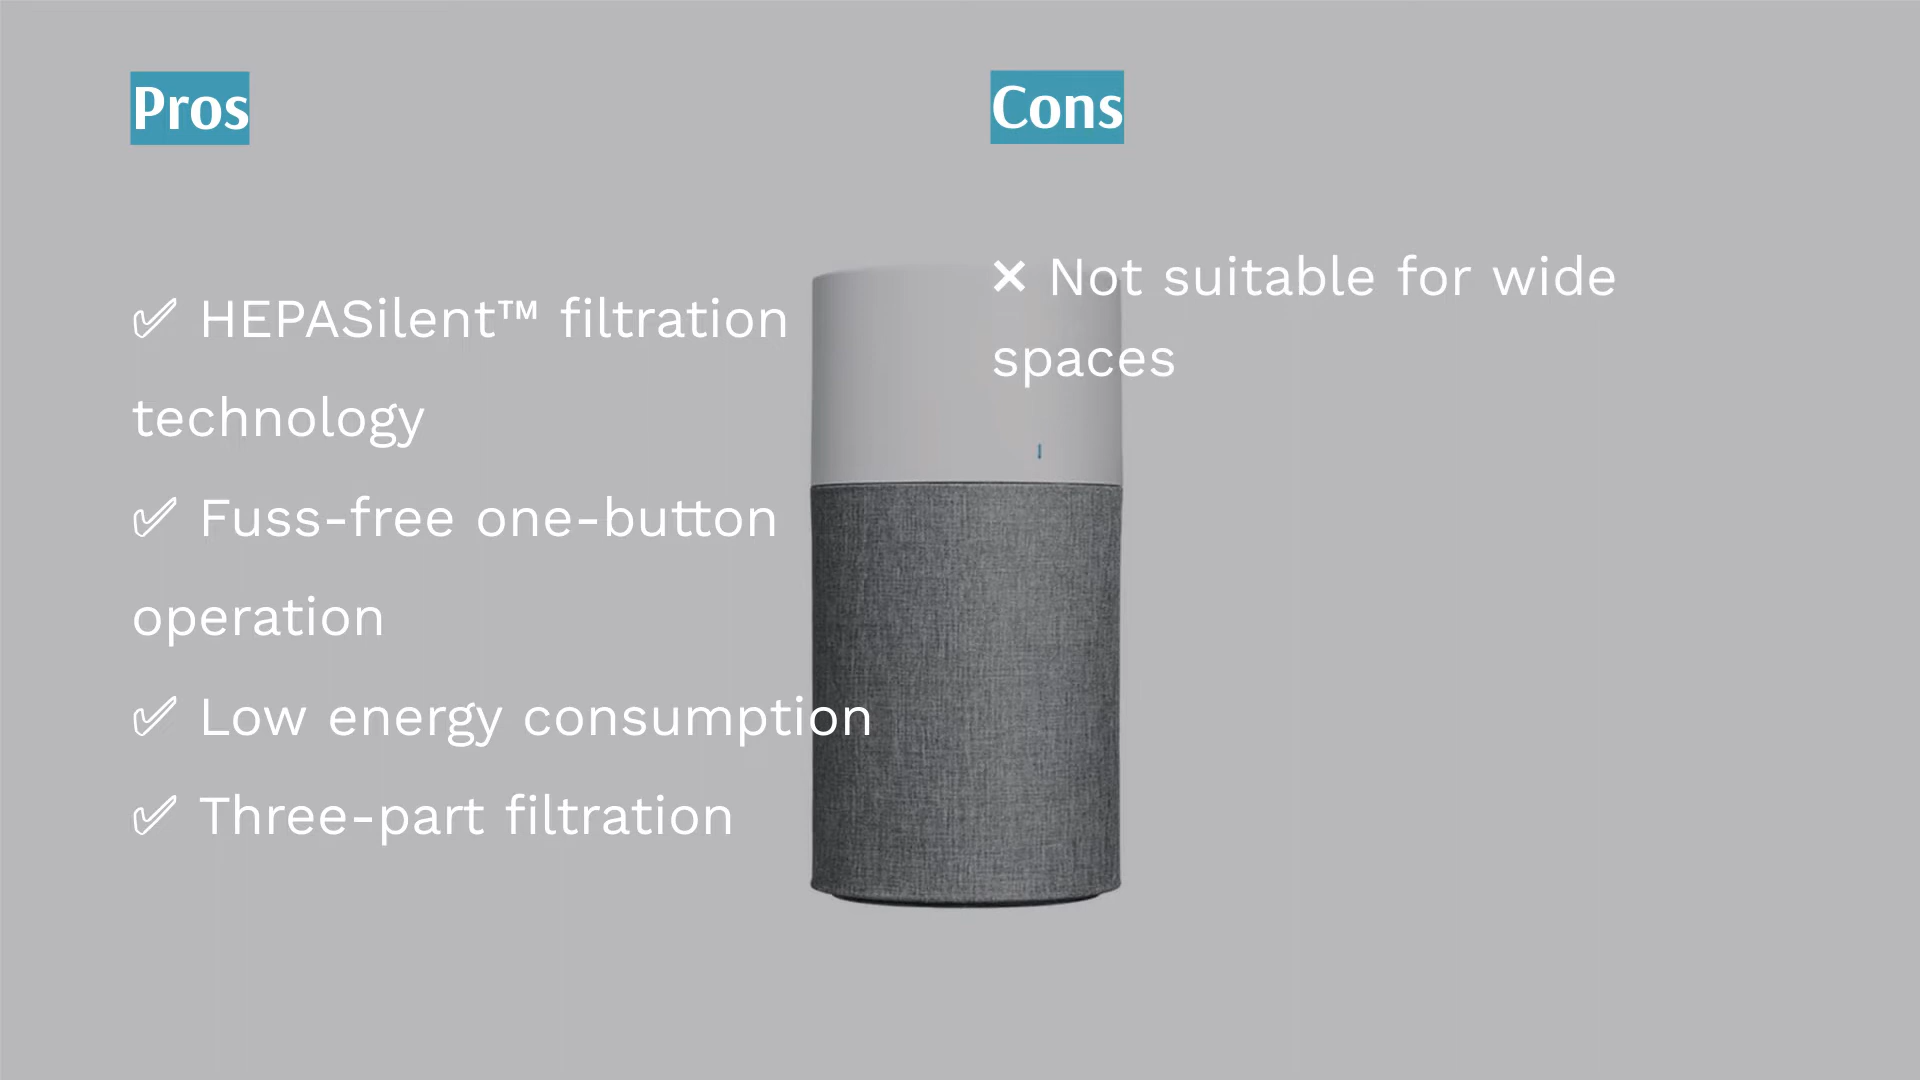 Pros
✓ HEPASilent™ filtration
technology
✓ Fuss-free one-button
operation
✓ Low energy consumption
✓ Three-part filtration
Cons
× Not suitable for wide
spaces